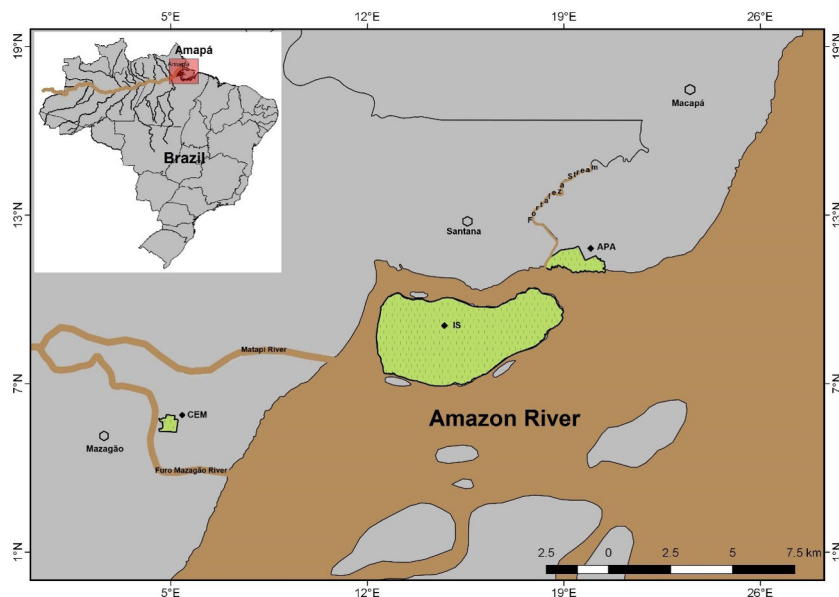 5°E
12°E
19°E
26°E
19°N
13°N
7°N
1°N
19°N
13°N
7°N
1°N
Amapá
Amapá
Brazil
Macapá
Fortaleza Stream
Santana
APA
IS
Matapi River
CEM
Mazagão
Furo Mazagão River
Amazon River
2.5 0 2.5 5 7.5 km
5°E
12°E
19°E
26°E